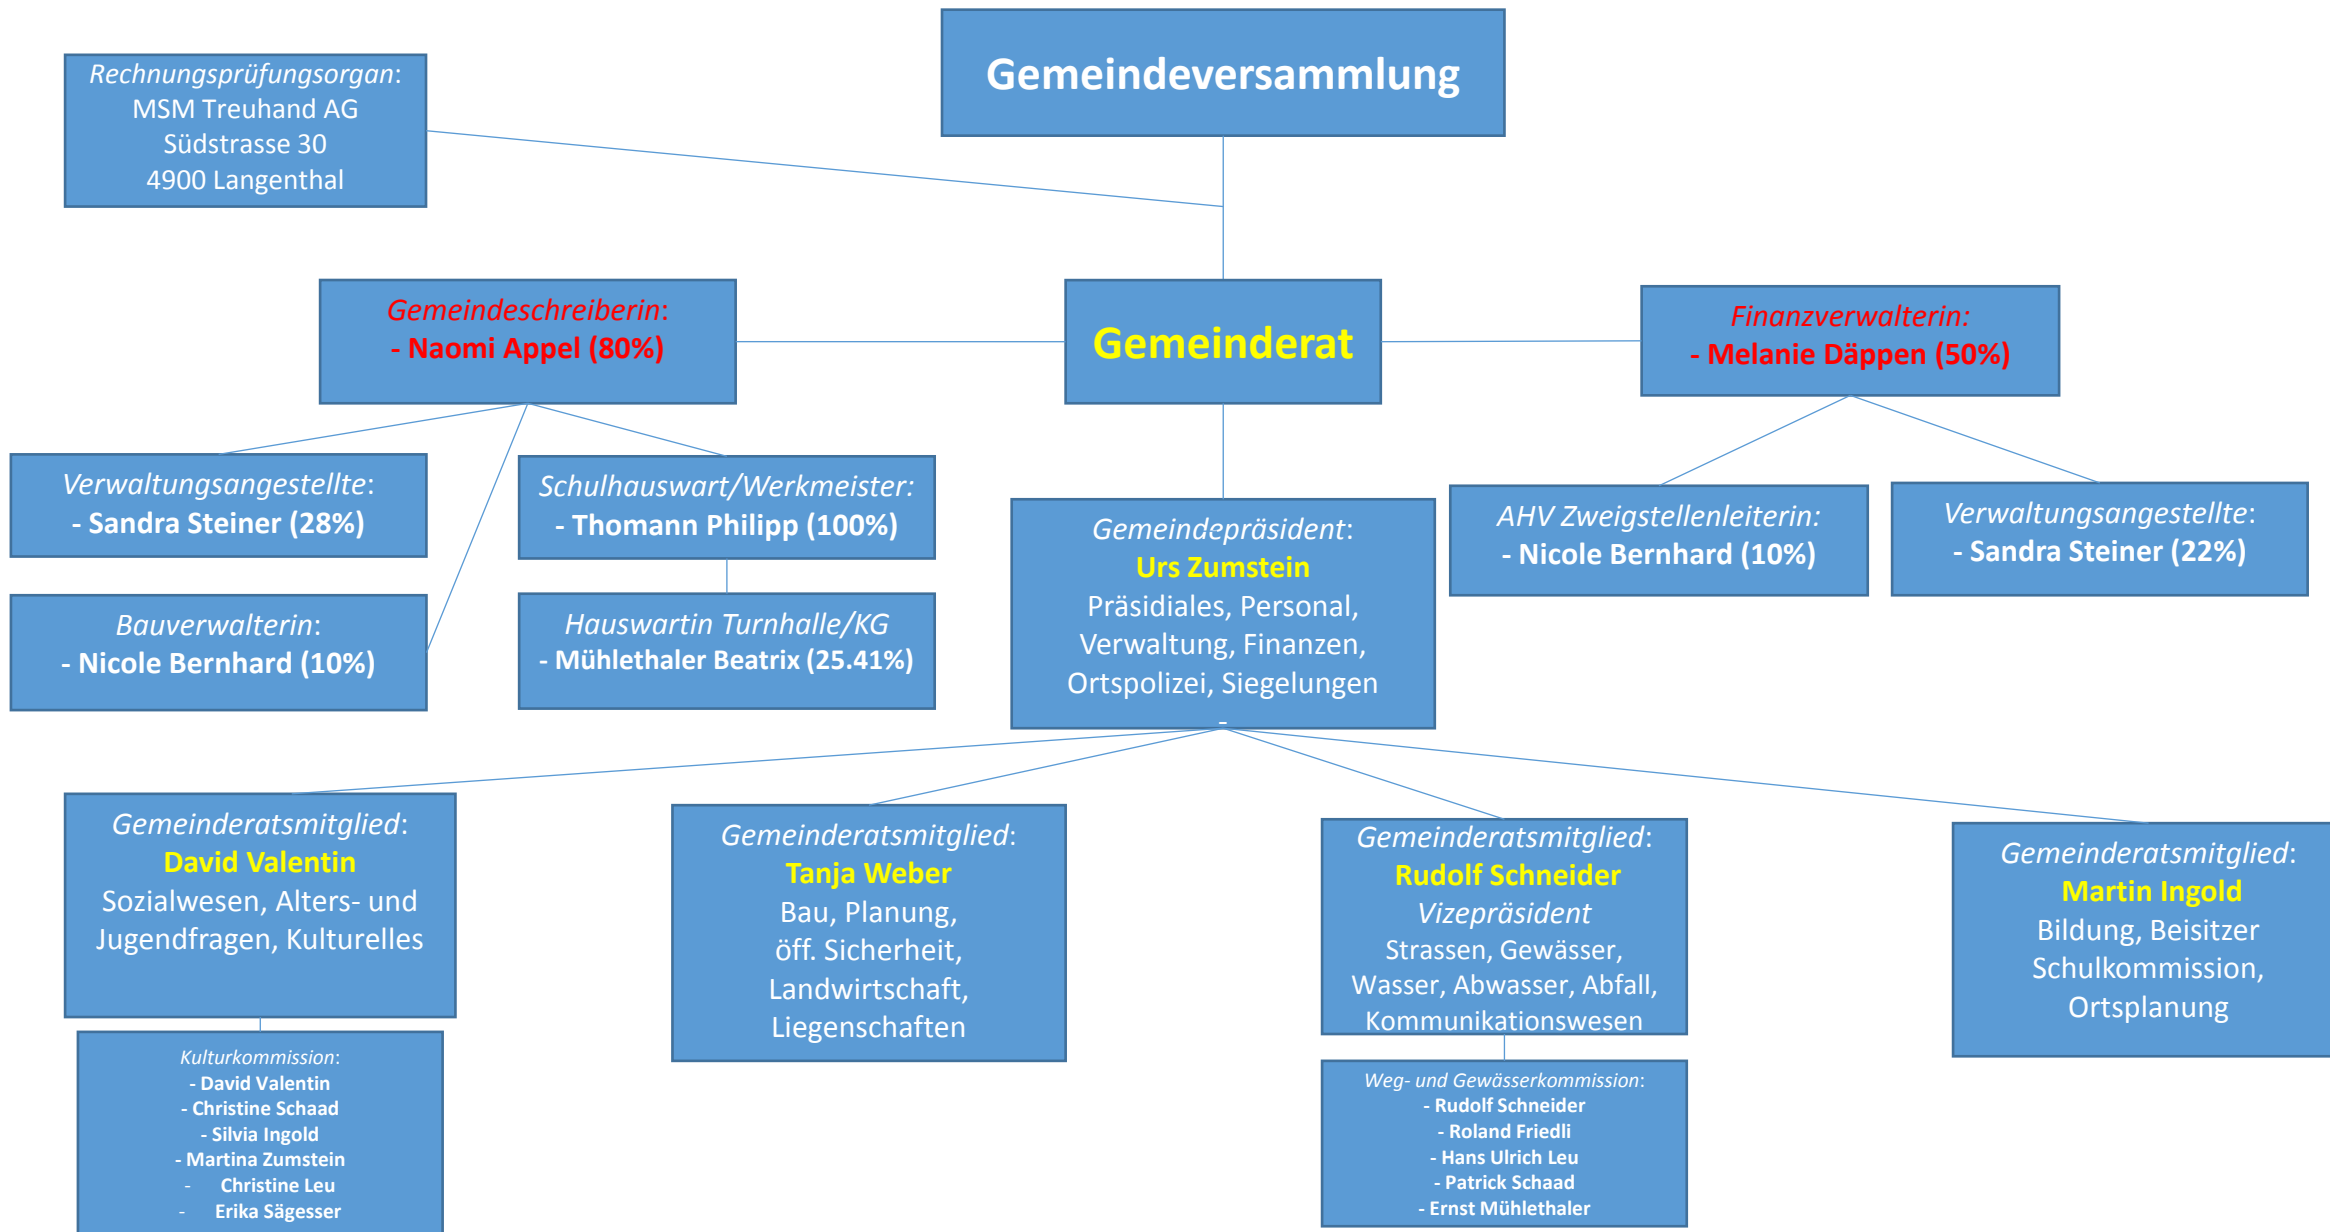 Gemeindeversammlung
Rechnungsprüfungsorgan:
MSM Treuhand AG
Südstrasse 30
4900 Langenthal
Gemeindeschreiberin:
- Naomi Appel (80%)
Gemeinderat
Finanzverwalterin:
- Melanie Däppen (50%)
Verwaltungsangestellte:
- Sandra Steiner (28%)
Schulhauswart/Werkmeister:
- Thomann Philipp (100%)
Bauverwalterin:
- Nicole Bernhard (10%)
Hauswartin Turnhalle/KG
- Mühlethaler Beatrix (25.41%)
Gemeindepräsident:
Urs Zumstein
Präsidiales, Personal,
Verwaltung, Finanzen,
Ortspolizei, Siegelungen
-
AHV Zweigstellenleiterin:
- Nicole Bernhard (10%)
Verwaltungsangestellte:
- Sandra Steiner (22%)
Gemeinderatsmitglied:
David Valentin
Sozialwesen, Alters- und
Jugendfragen, Kulturelles
Kulturkommission:
- David Valentin
- Christine Schaad
- Silvia Ingold
- Martina Zumstein
- Christine Leu
- Erika Sägesser
Gemeinderatsmitglied:
Tanja Weber
Bau, Planung,
öff. Sicherheit,
Landwirtschaft,
Liegenschaften
Gemeinderatsmitglied:
Rudolf Schneider
Vizepräsident
Strassen, Gewässer,
Wasser, Abwasser, Abfall,
Kommunikationswesen
Weg- und Gewässerkommission:
- Rudolf Schneider
- Roland Friedli
- Hans Ulrich Leu
- Patrick Schaad
- Ernst Mühlethaler
Gemeinderatsmitglied:
Martin Ingold
Bildung, Beisitzer
Schulkommission,
Ortsplanung